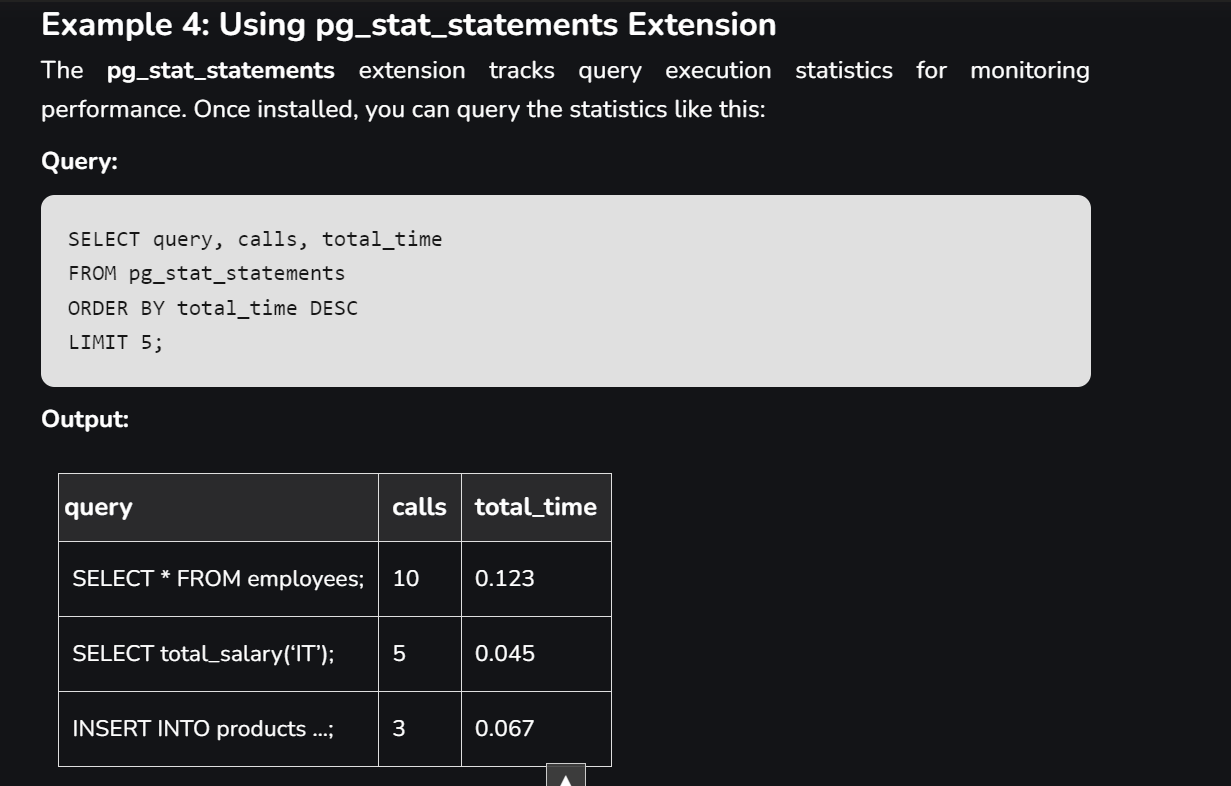 Example 4: Using pg_stat_statements Extension
The pg_stat_statements extension tracks query execution statistics for monitoring
performance. Once installed, you can query the statistics like this:
Query:
SELECT query, calls, total_time
FROM pg_stat_statements
ORDER BY total_time DESC
LIMIT 5;
Output:
query calls total_time
SELECT * FROM employees; 10 0.123
SELECT total_salary(‘IT’); 5 0.045
INSERT INTO products …; 3 0.067